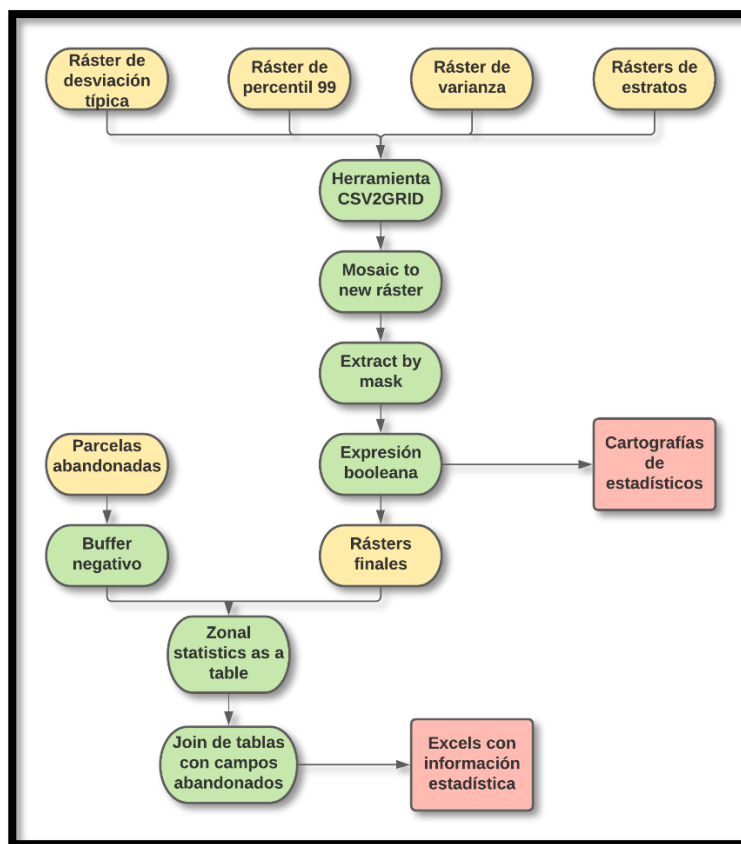 Ráster de
desviación
típica
Ráster de
percentil 99
Ráster de
varianza
Rásters de
estratos
Herramienta
CSV2GRID
Mosaic to
new ráster
Extract by
mask
Parcelas
abandonadas
Expresión
booleana
Cartografías
de
estadísticos
Buffer
negativo
Rásters
finales
Zonal
statistics as a
table
Join de tablas
con campos
abandonados
Excels con
información
estadística